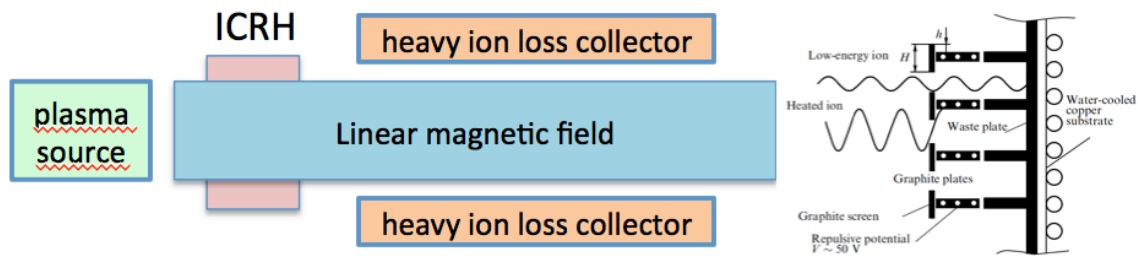 ICRH
heavy ion loss collector
plasma
source
Linear magnetic field
heavy ion loss collector
h
Low-energy ion
H
Heated ion
Water-cooled
copper
substrate
Waste plate
Graphite plates
Graphite screen
Repulsive potential
V ~ 50 V